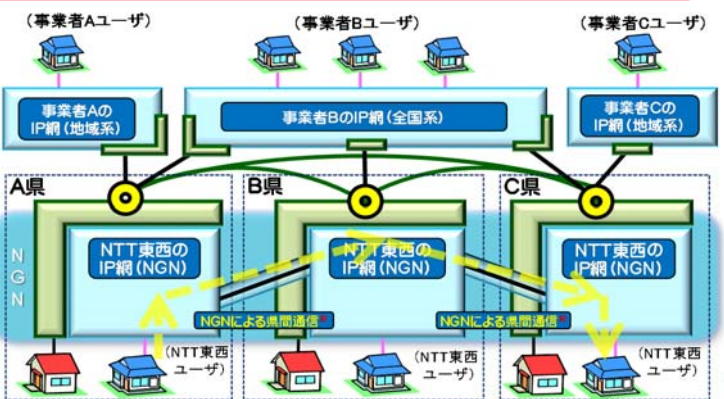 (事業者Aユーザ)
(事業者Bユーザ)
(事業者Cユーザ)
事業者Aの
IP網(地域系)
事業者BのIP網(全国系)
事業者Cの
IP網(地域系)
A県
B県
C県
NGN
NTT東西の
IP網(NGN)
NTT東西の
IP網(NGN)
NTT東西の
IP網(NGN)
NGNによる県間通信*
NGNによる県間通信*
(NTT東西
ユーザ)
(NTT東西
ユーザ)
(NTT東西
ユーザ)